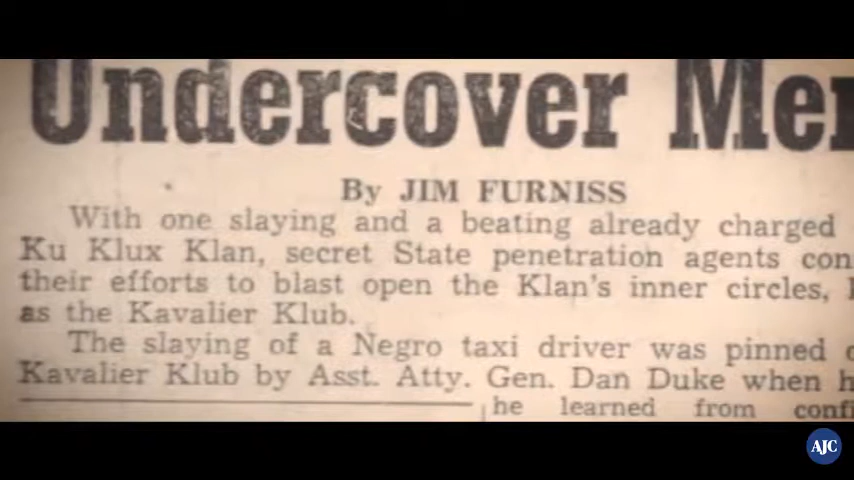 Undercover Me
By JIM FURNISS
With one slaying and a beating already charged
Ku Klux Klan, secret State penetration agents con
their efforts to blast open the Klan's inner circles,
as the Kavalier Klub.
The slaying of a Negro taxi driver was pinned
Kavalier Klub by Asst. Atty. Gen. Dan Duke when h
he learned from confi
AJC